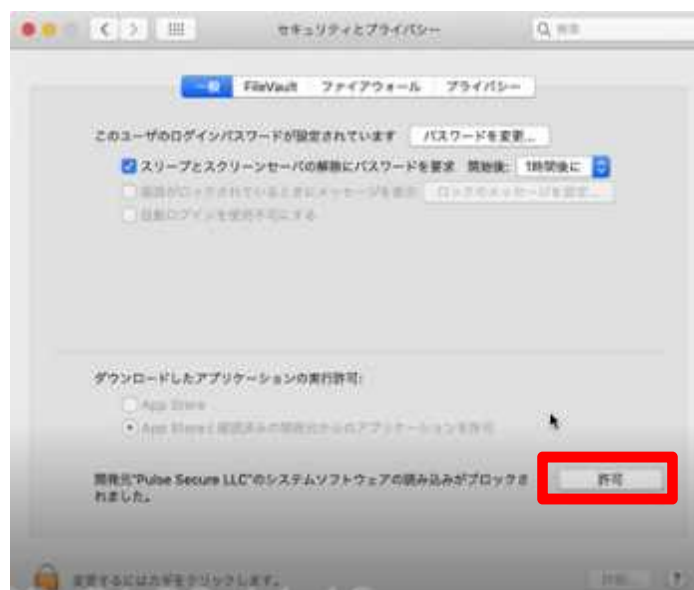 セキュリティとプライバシー
検索
一般 FileVault ファイアウォール プライバシー
このユーザのログインパスワードが設定されています パスワードを変更...
スリープとスクリーンセーバの解除にパスワードを要求 開始後: 1時間後に
画面がロックされているときにメッセージを表示 ロックのメッセージを設定...
自動ログインを使用不可にする
ダウンロードしたアプリケーションの実行許可:
App Store
App Storeと確認済みの開発元からのアプリケーションを許可
開発元"Pulse Secure LLC"のシステムソフトウェアの読み込みがブロックさ
れました。
許可
変更するにはカギをクリックします。
詳細...
?